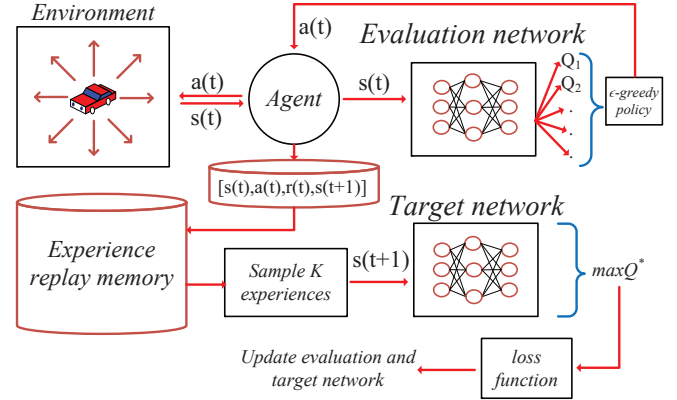 Environment
a(t)
Evaluation network
a(t)
s(t)
Agent
s(t)
Q1
Q2
.
.
.
ϵ-greedy
policy
[s(t),a(t),r(t),s(t+1)]
Target network
Experience
replay memory
Sample K
experiences
s(t+1)
maxQ*
Update evaluation and
target network
loss
function